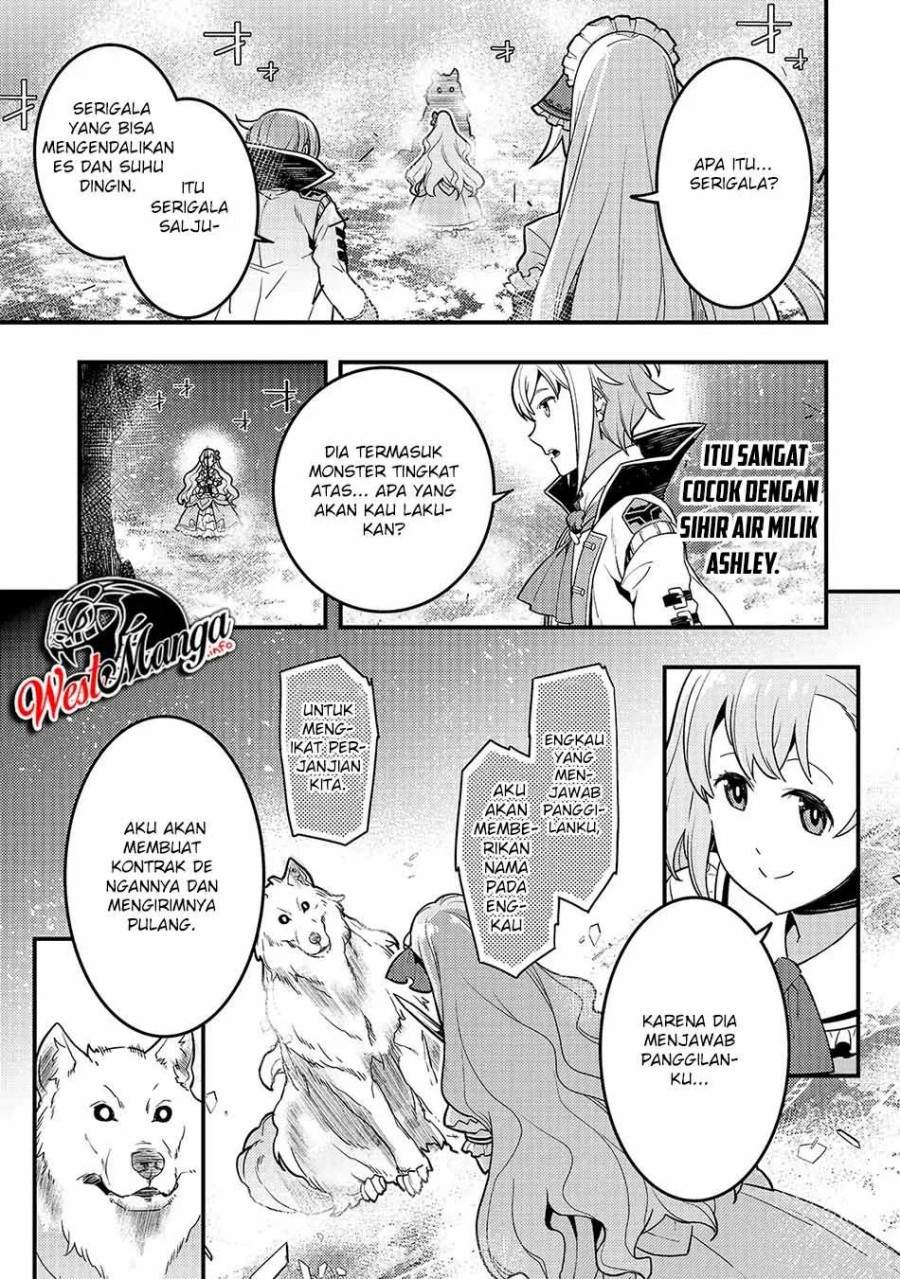 APA ITU...
SERIGALA?
SERIGALA
YANG BISA
MENGENDALIKAN
ES DAN SUHU
DINGIN.
ITU
SERIGALA
SALJU-
ITU SANGAT
COCOK DENGAN
SIHIR AIR MILIK
ASHLEY.
DIA TERMASUK
MONSTER TINGKAT
ATAS... APA YANG
AKAN KAU LAKU-
KAN?
KARENA DIA
MENJAWAB
PANGGILAN-
KU...
AKU AKAN
MEMBUAT
KONTRAK DE
NGANNYA DAN
MENGIRIMNYA
PULANG.
ENGKAU
YANG
MEN-
JAWAB
PANGGI-
LANKU,
AKU
AKAN
MEMBE-
RIKAN
NAMA
PADA
ENG-
KAU
UNTUK
MENG-
IKAT PER-
JANJIAN
KITA.
WestManga
.info